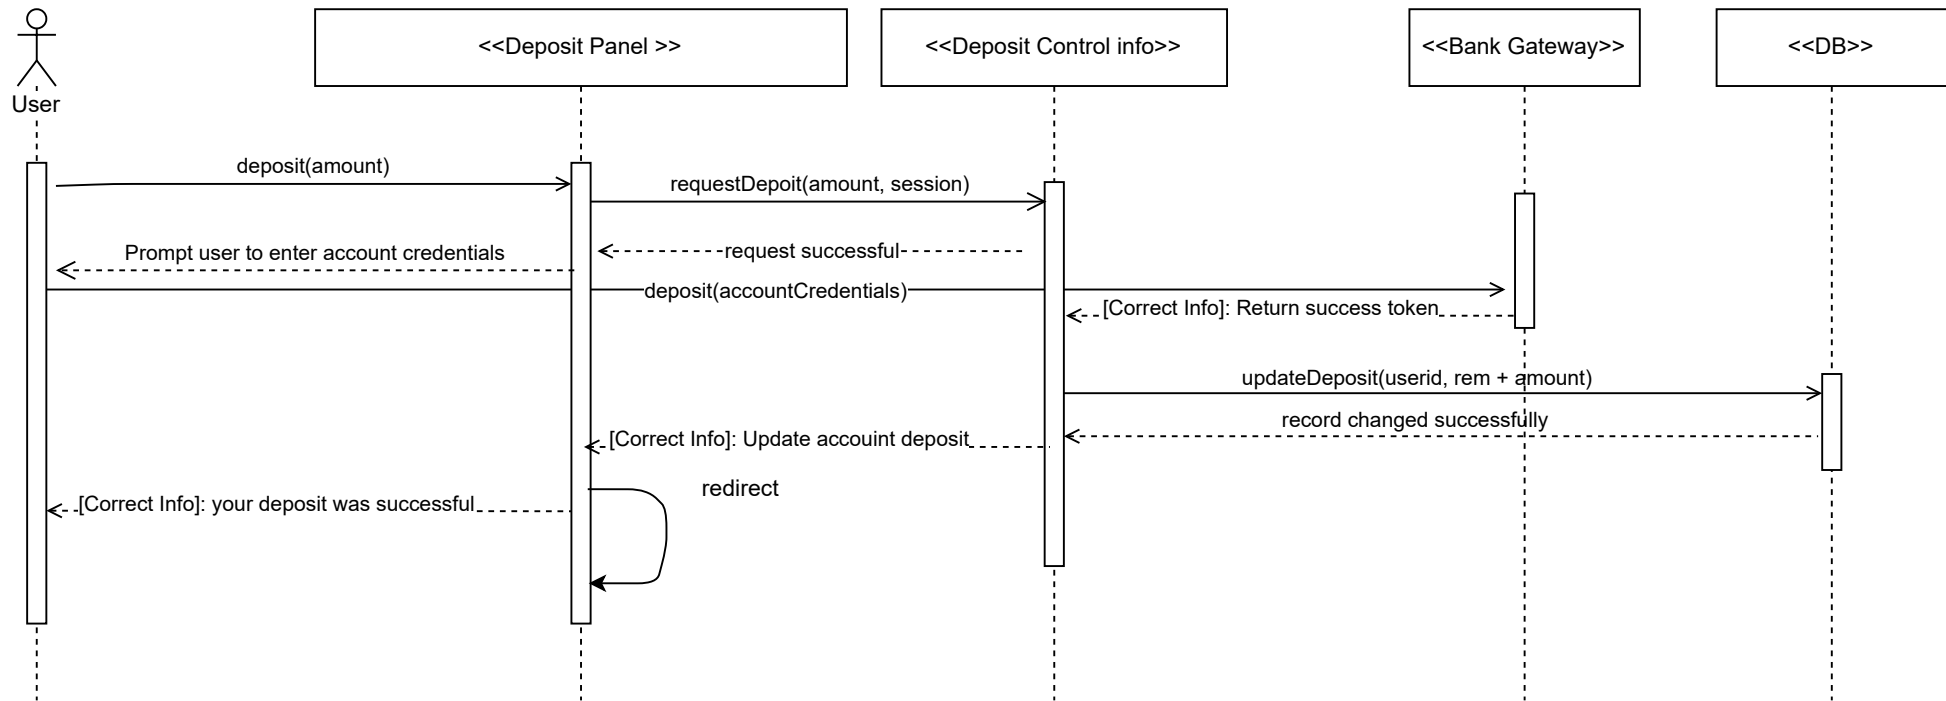 <<Deposit Panel >>
<<Deposit Control info>>
<<Bank Gateway>>
<<DB>>
User
deposit(amount)
requestDepoit(amount, session)
request successful
Prompt user to enter account credentials
deposit(accountCredentials)
[Correct Info]: Return success token
updateDeposit(userid, rem + amount)
record changed successfully
[Correct Info]: Update accouint deposit
redirect
[Correct Info]: your deposit was successful